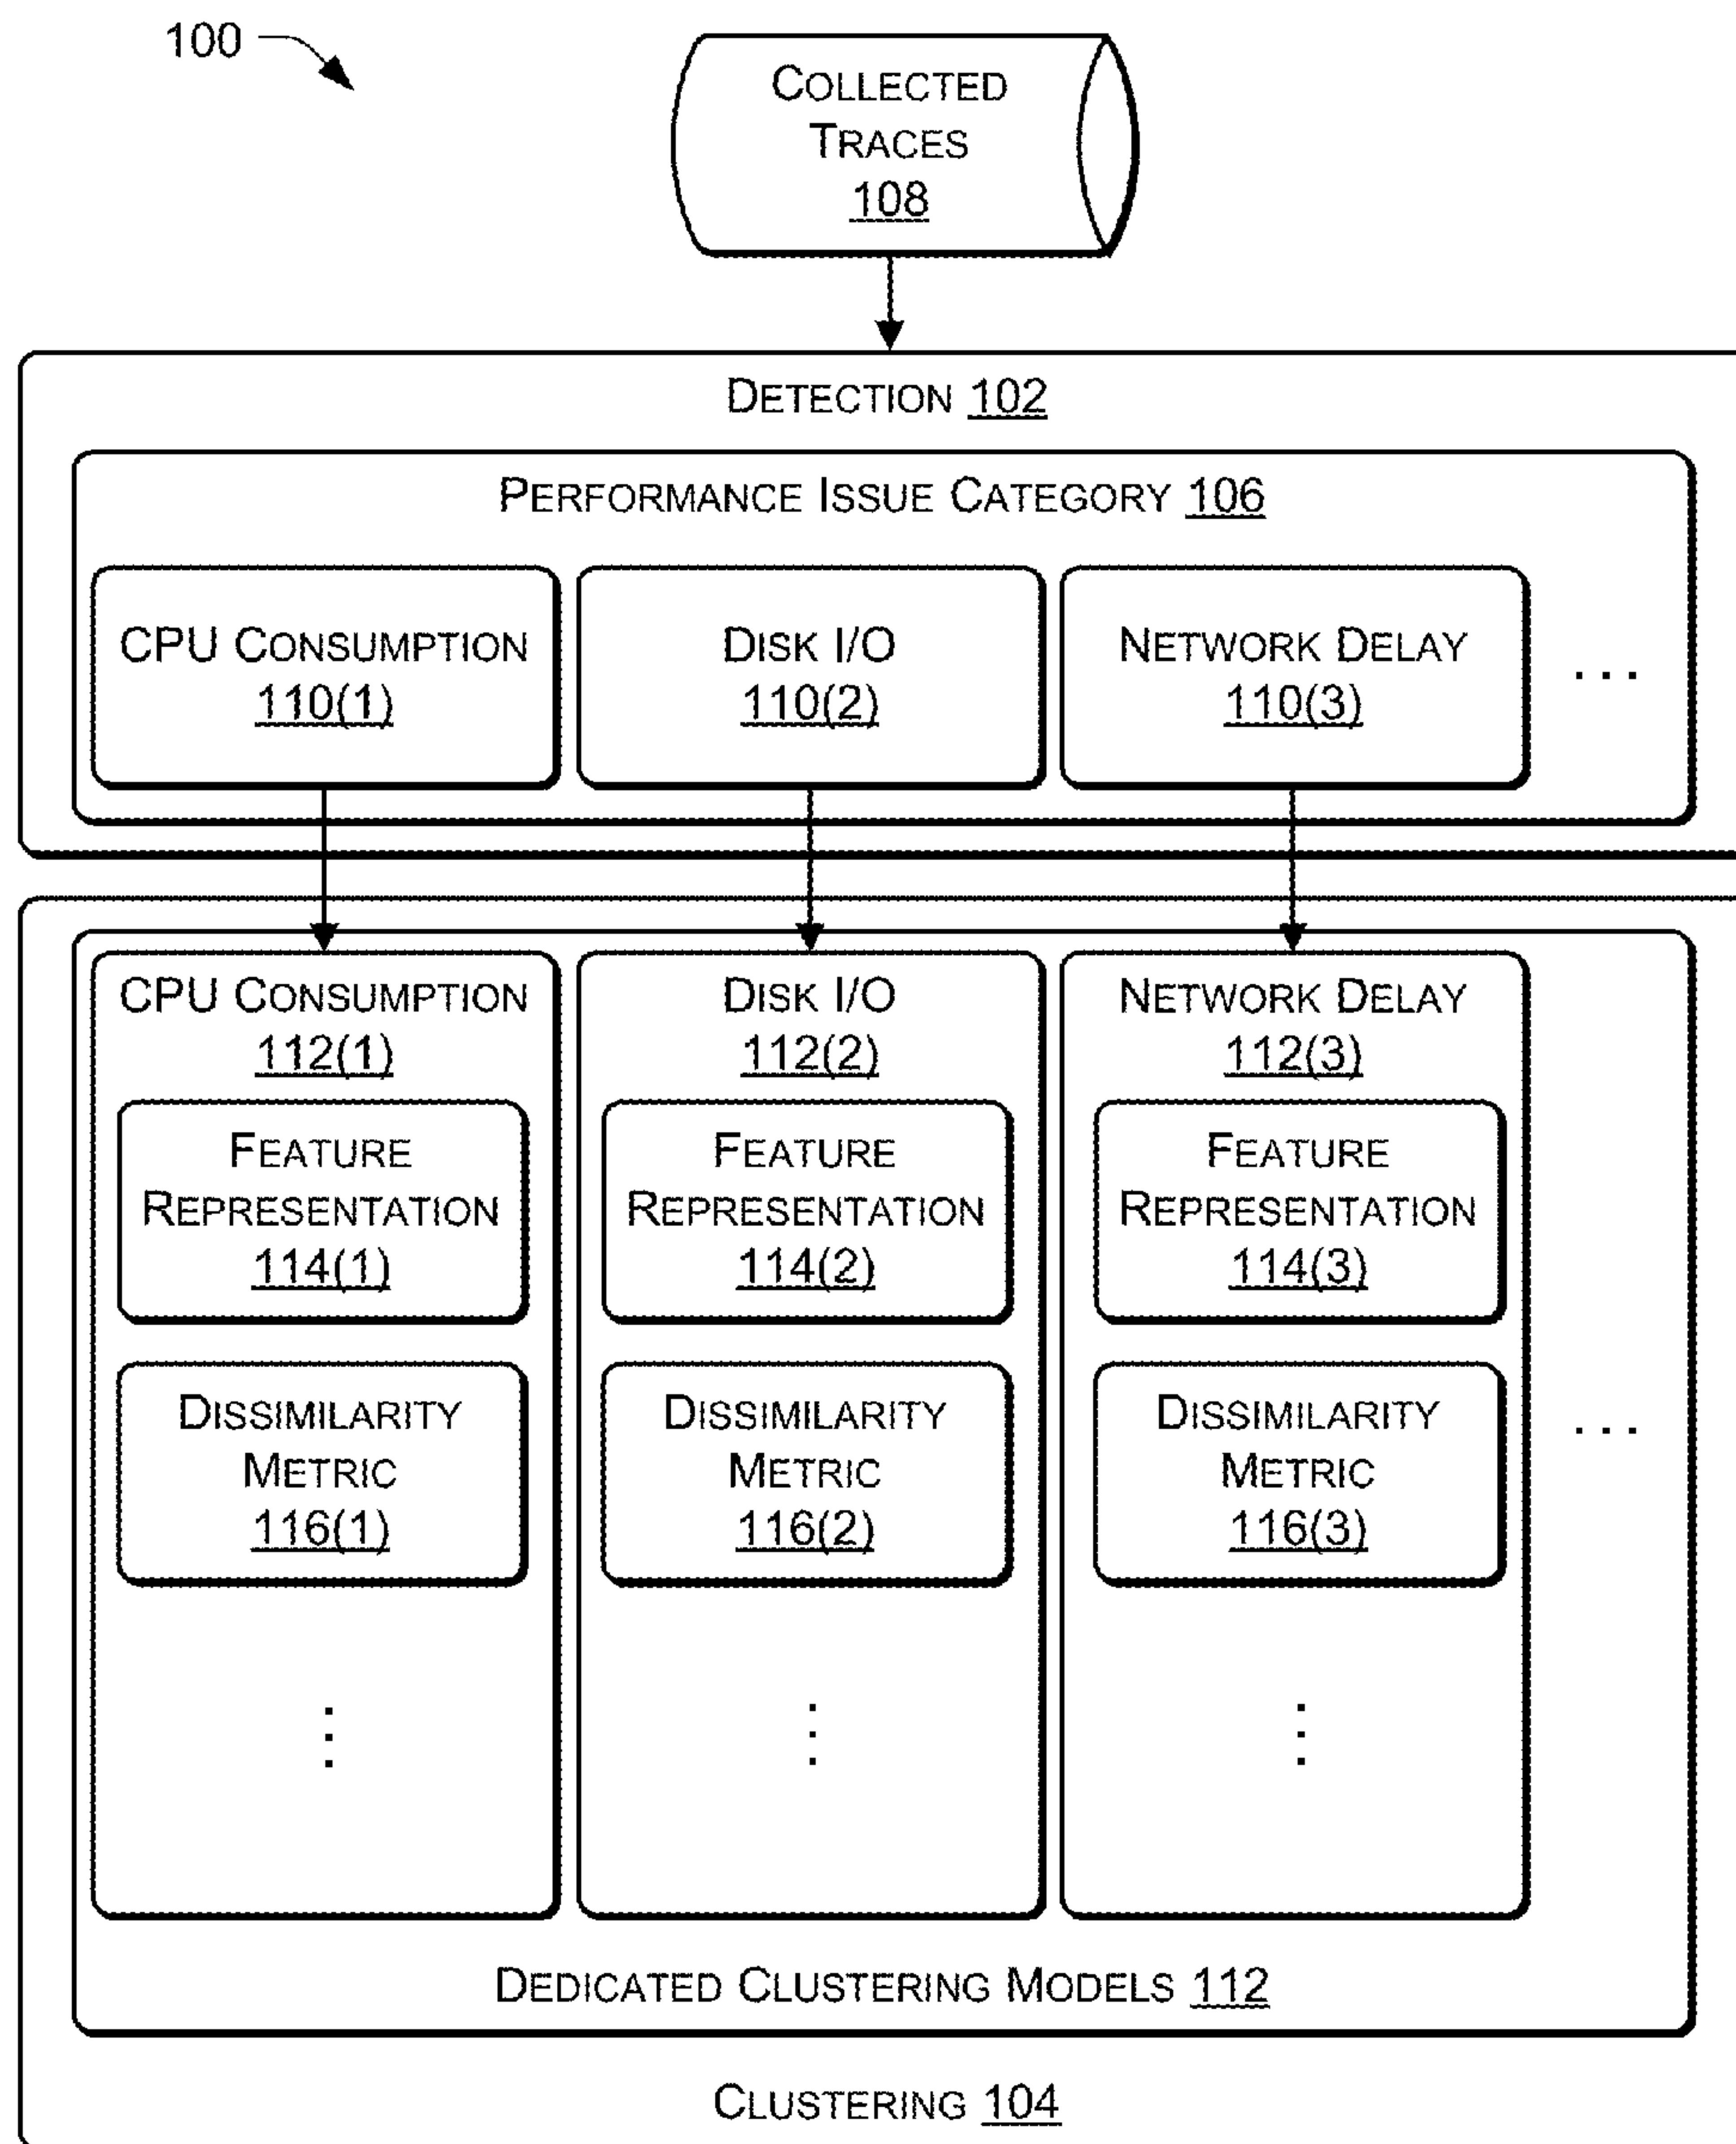 100
COLLECTED
TRACES
108
DETECTION 102
PERFORMANCE ISSUE CATEGORY 106
CPU CONSUMPTION
110(1)
DISK I/O
110(2)
NETWORK DELAY
110(3)
. . .
CPU CONSUMPTION
112(1)
FEATURE
REPRESENTATION
114(1)
DISSIMILARITY
METRIC
116(1)
DISK I/O
112(2)
FEATURE
REPRESENTATION
114(2)
DISSIMILARITY
METRIC
116(2)
NETWORK DELAY
112(3)
FEATURE
REPRESENTATION
114(3)
DISSIMILARITY
METRIC
116(3)
. . .
DEDICATED CLUSTERING MODELS 112
CLUSTERING 104